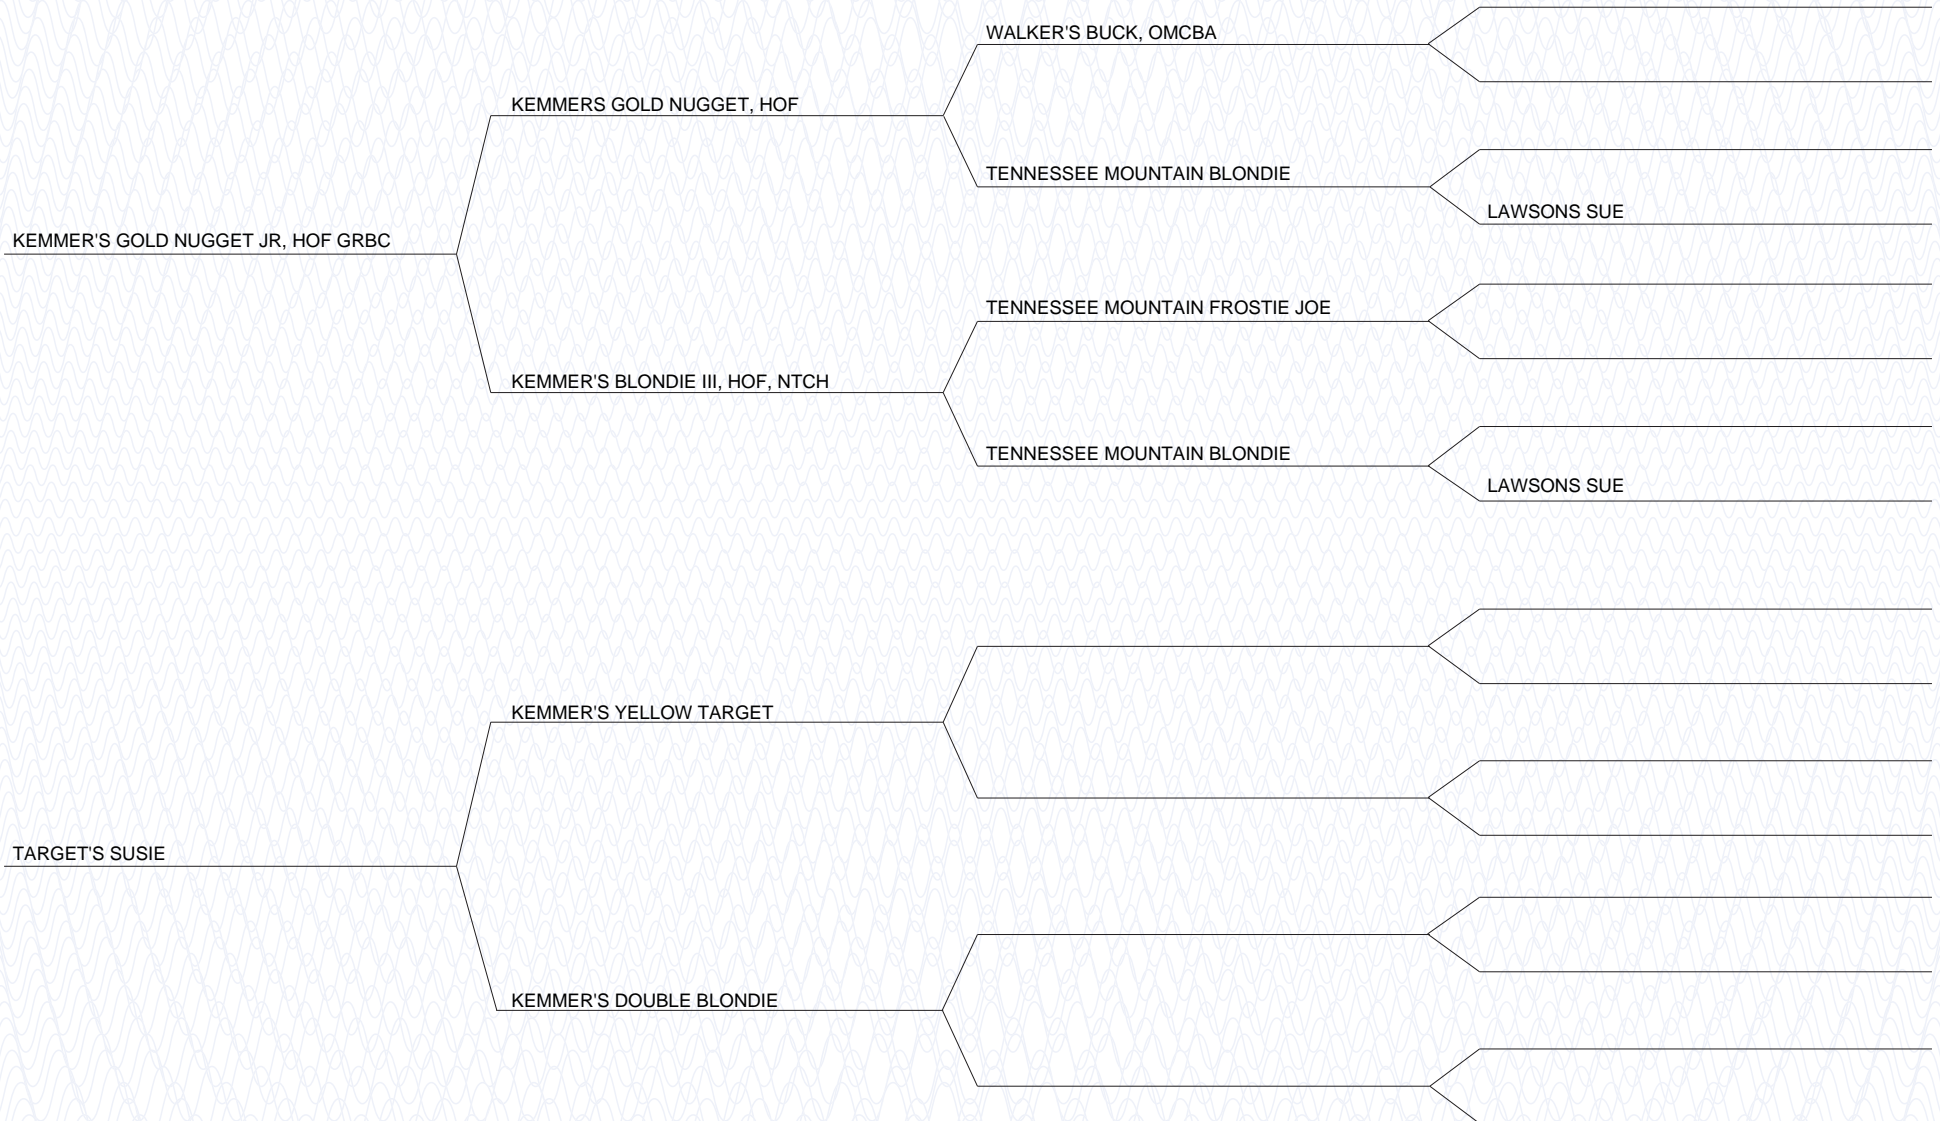 WALKER'S BUCK, OMCBA
KEMMERS GOLD NUGGET, HOF
TENNESSEE MOUNTAIN BLONDIE
LAWSONS SUE
KEMMER'S GOLD NUGGET JR, HOF GRBC
TENNESSEE MOUNTAIN FROSTIE JOE
KEMMER'S BLONDIE III, HOF, NTCH
TENNESSEE MOUNTAIN BLONDIE
LAWSONS SUE
KEMMER'S YELLOW TARGET
TARGET'S SUSIE
KEMMER'S DOUBLE BLONDIE